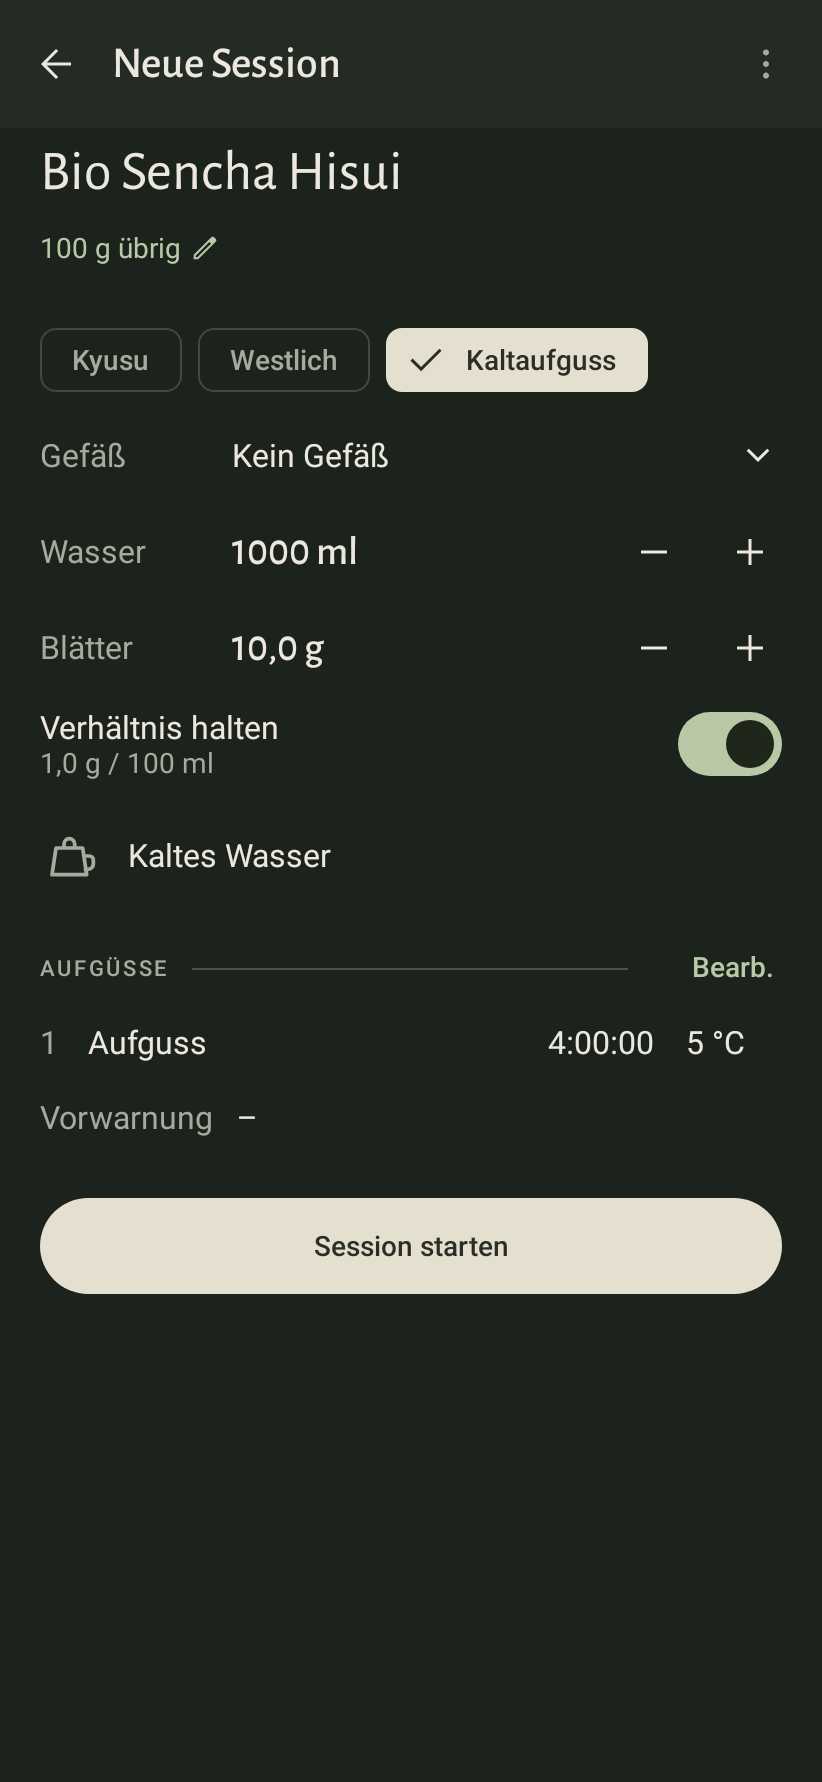 Neue Session
Bio Sencha Hisui
100 g übrig
Kyusu Westlich Kaltaufguss
Gefäß Kein Gefäß
Wasser 1000 ml
Blätter 10,0 g
Verhältnis halten
1,0 g / 100 ml
Kaltes Wasser
AUFGÜSSE Bearb.
1 Aufguss 4:00:00 5 °C
Vorwarnung –
Session starten